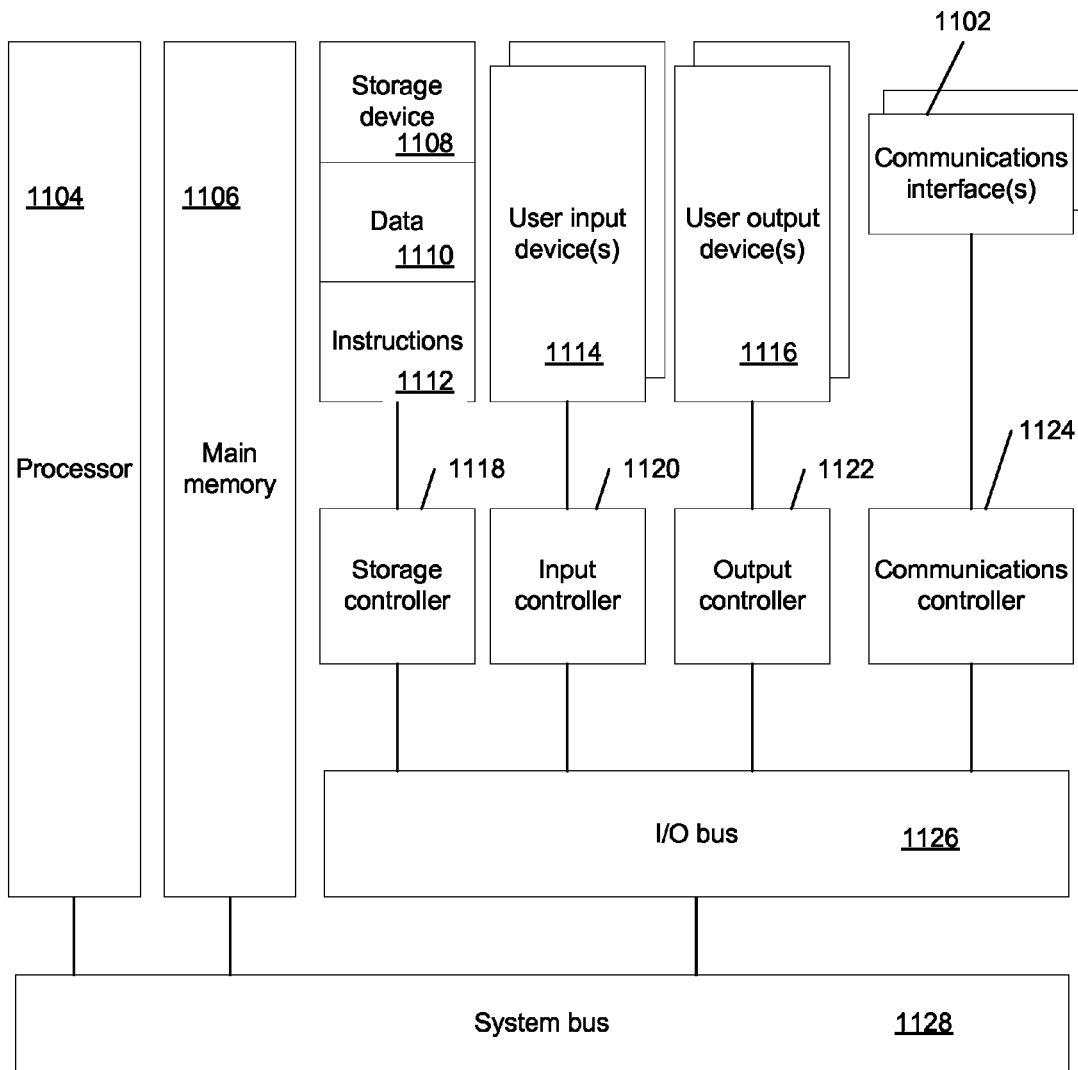 1102
Storage
device
1108
Communications
interface(s)
1104
1106
Data
1110
User input
device(s)
User output
device(s)
Instructions
1112
1114
1116
1124
Processor
Main
memory
1118
1120
1122
Storage
controller
Input
controller
Output
controller
Communications
controller
I/O bus
1126
System bus
1128